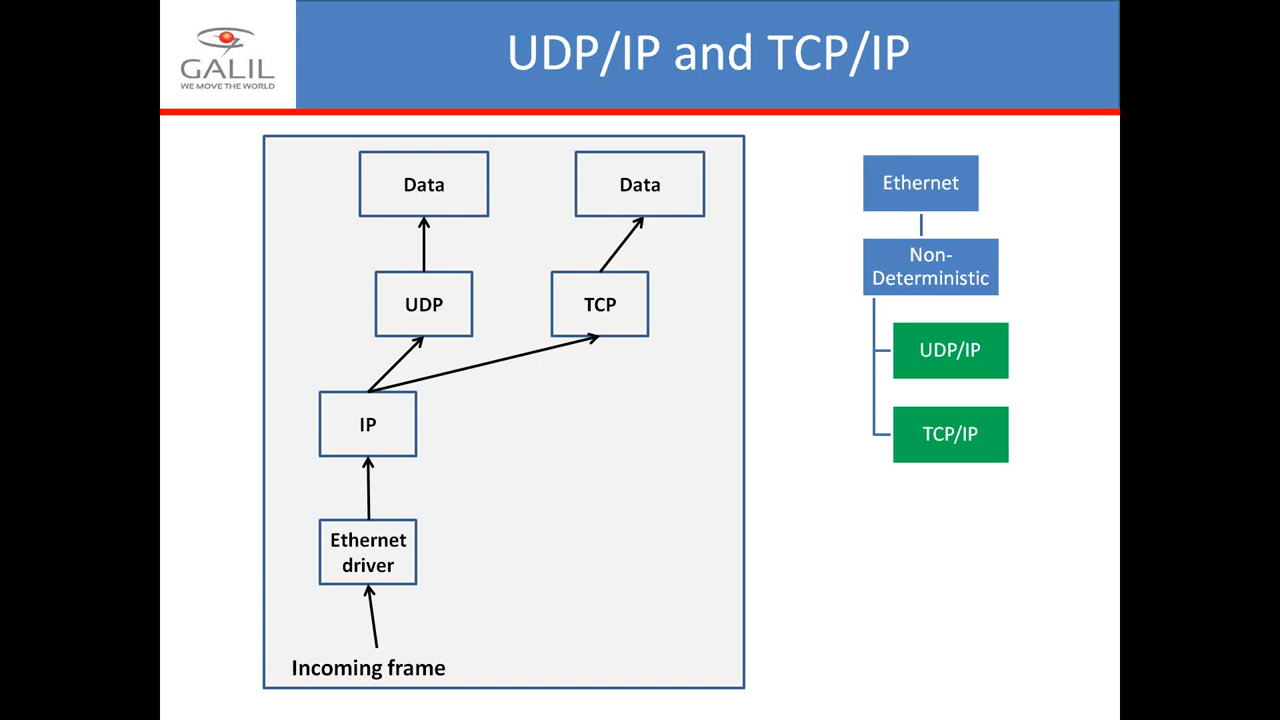 GALIL
WE MOVE THE WORLD
UDP/IP and TCP/IP
Data
Data
UDP
TCP
IP
Ethernet
driver
Incoming frame
Ethernet
Non-
Deterministic
UDP/IP
TCP/IP